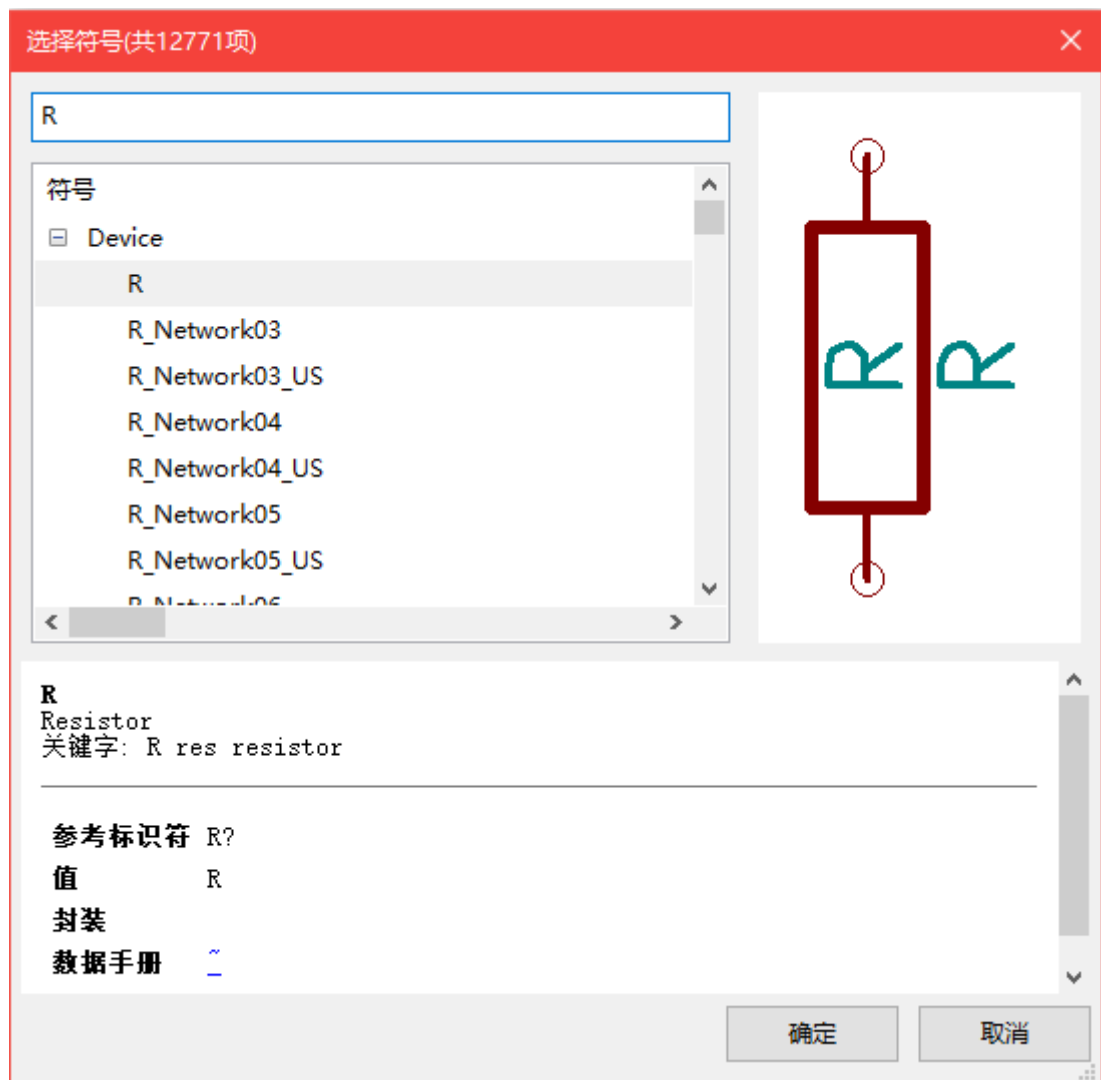 选择符号(共12771项)
R
符号
Device
R
R_Network03
R_Network03_US
R_Network04
R_Network04_US
R_Network05
R_Network05_US
R_Network06
R R
R
Resistor
关键字: R res resistor
参考标识符 R?
值 R
封装
数据手册 ~
确定 取消